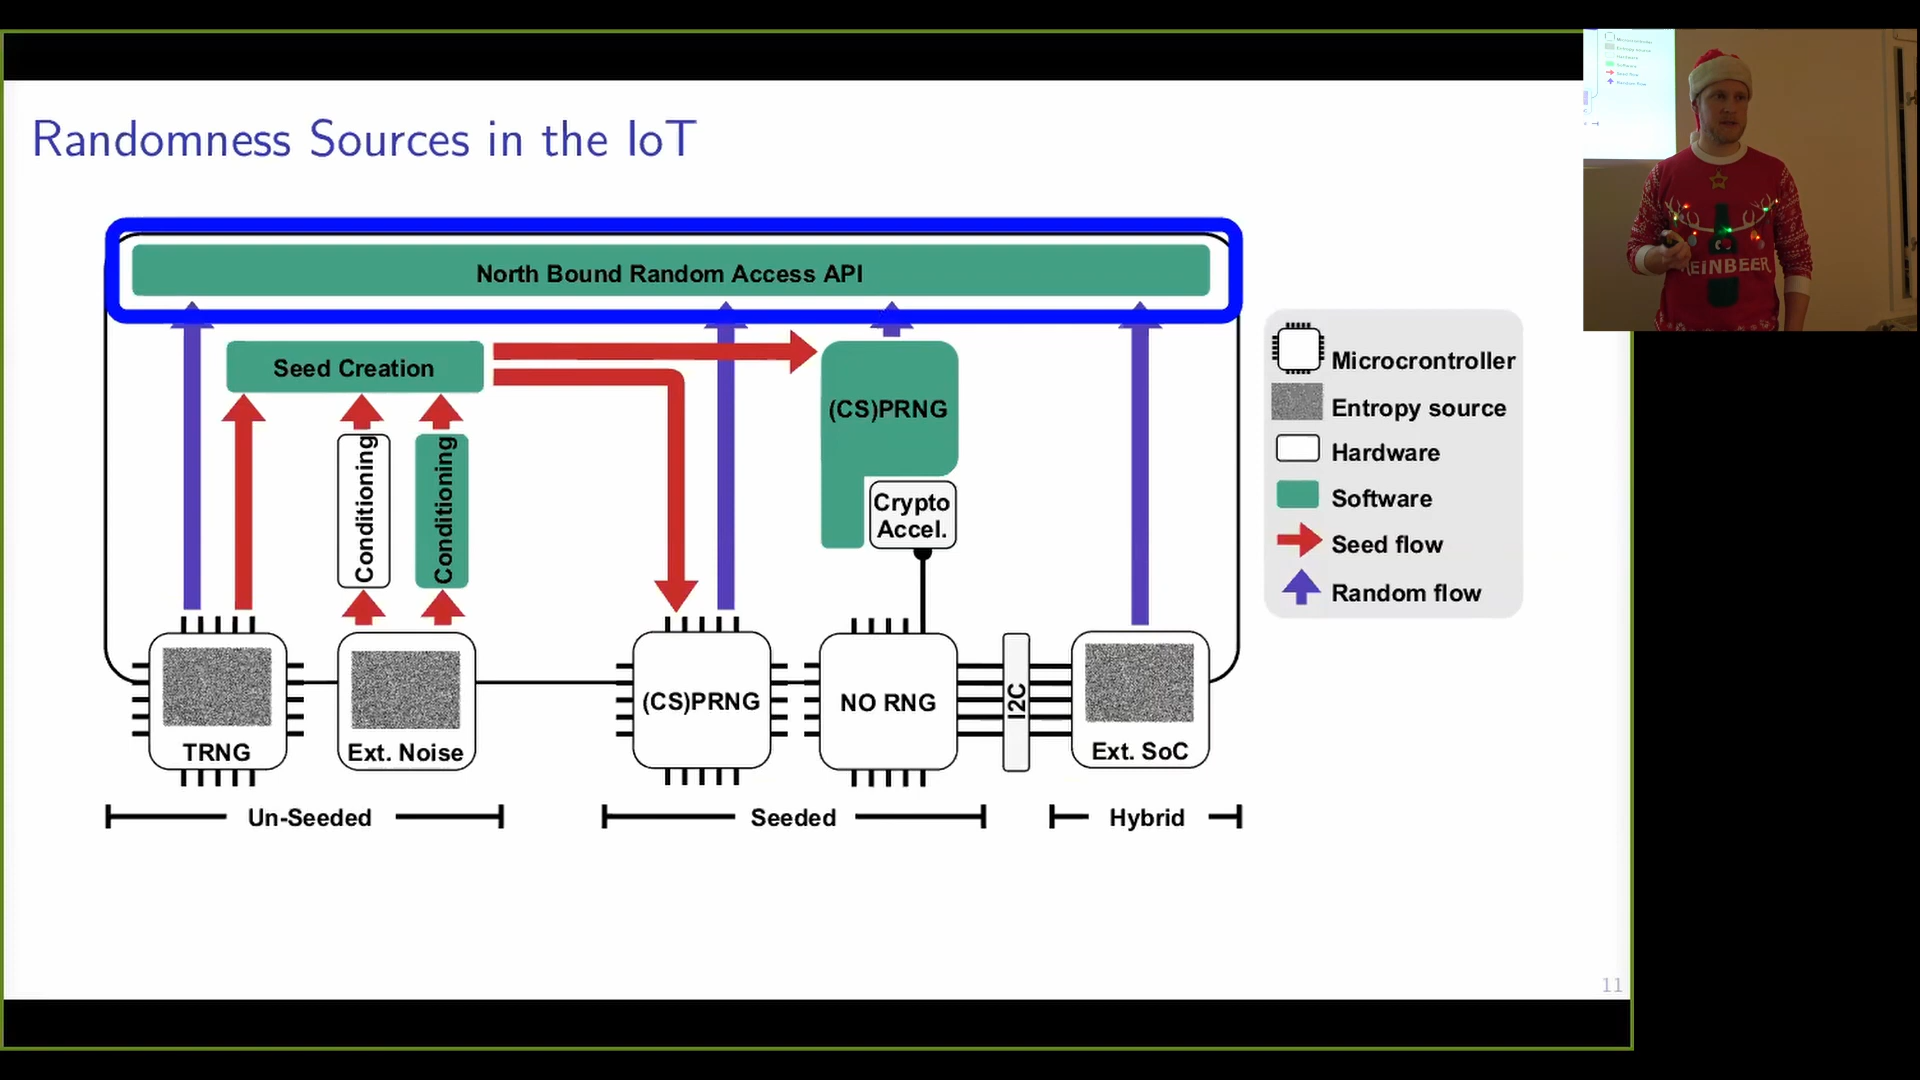 Randomness Sources in the IoT
North Bound Random Access API
Seed Creation
(CS)PRNG
Conditioning
Conditioning
Crypto
Accel.
(CS)PRNG
NO RNG
I2C
TRNG
Ext. Noise
Ext. SoC
Un-Seeded
Seeded
Hybrid
Microcrontroller
Entropy source
Hardware
Software
Seed flow
Random flow
EINBEER
11